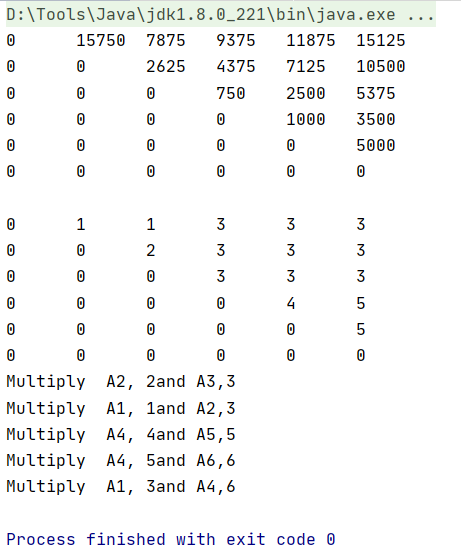 D:\Tools\Java\jdk1.8.0_221\bin\java.exe ...
0 15750 7875 9375 11875 15125
0 0 2625 4375 7125 10500
0 0 0 750 2500 5375
0 0 0 0 1000 3500
0 0 0 0 0 5000
0 0 0 0 0 0
0 1 1 3 3 3
0 0 2 3 3 3
0 0 0 3 3 3
0 0 0 0 4 5
0 0 0 0 0 5
0 0 0 0 0 0
Multiply  A2, 2and A3,3
Multiply  A1, 1and A2,3
Multiply  A4, 4and A5,5
Multiply  A4, 5and A6,6
Multiply  A1, 3and A4,6
Process finished with exit code 0